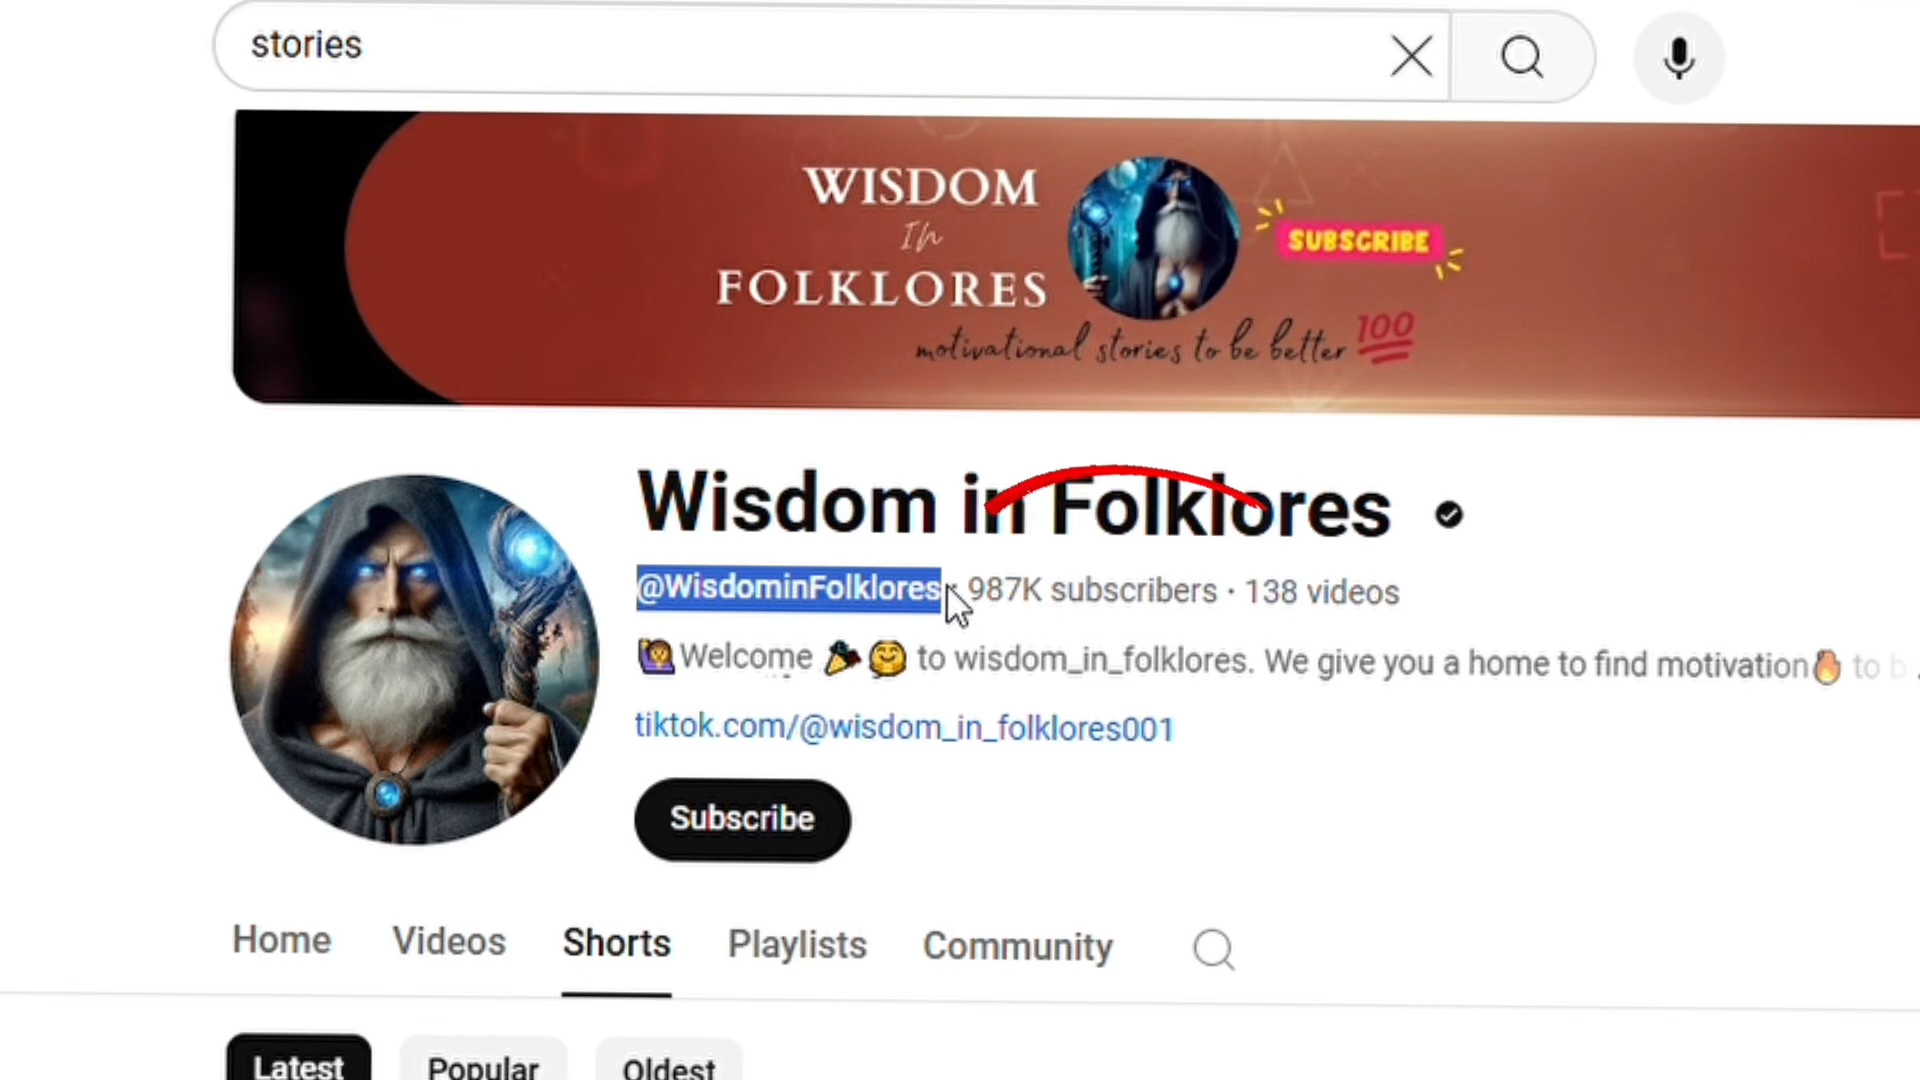 stories
WISDOM
In
FOLKLORES
SUBSCRIBE
motivational stories to be better 100
Wisdom in Folklores
@WisdominFolklores · 987K subscribers · 138 videos
🙋Welcome 🎉🤗 to wisdom_in_folklores. We give you a home to find motivation🔥 to
tiktok.com/@wisdom_in_folklores001
Subscribe
Home Videos Shorts Playlists Community
Latest Popular Oldest